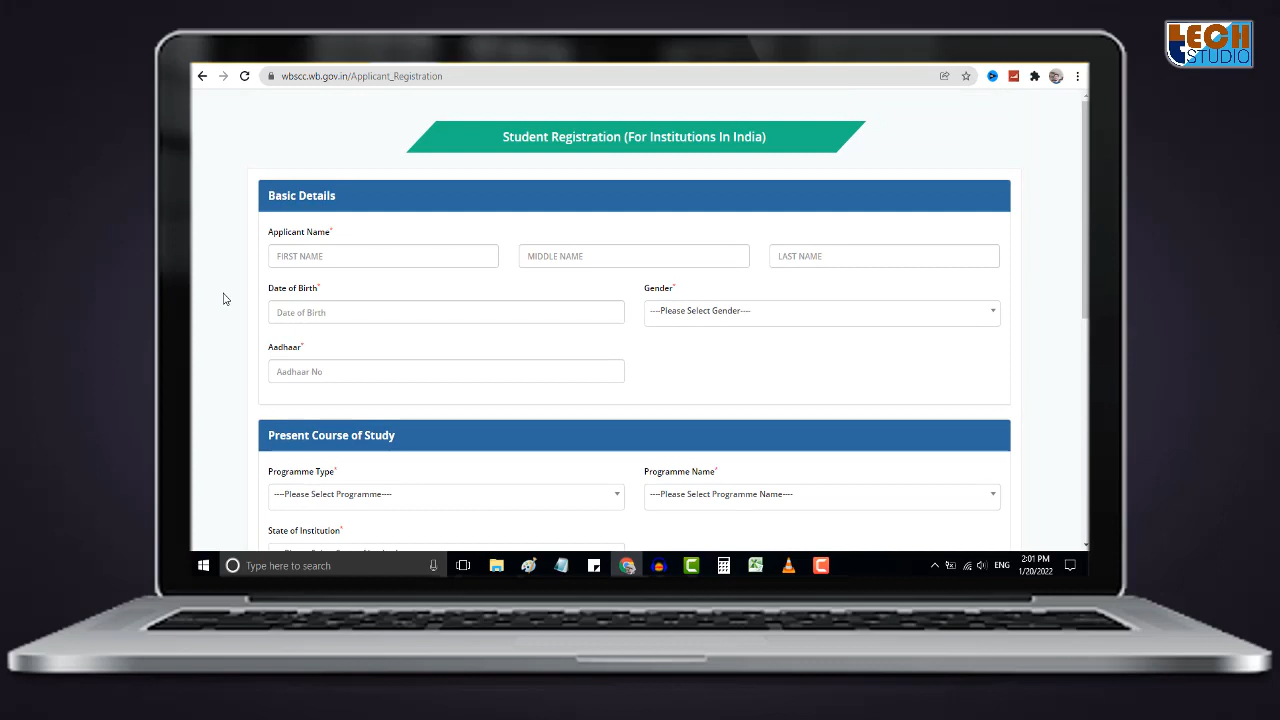 LECH
STUDIO
wbscc.wb.gov.in/Applicant_Registration
Student Registration (For Institutions In India)
Basic Details
Applicant Name*
FIRST NAME MIDDLE NAME LAST NAME
Date of Birth* Gender*
Date of Birth ----Please Select Gender----
Aadhaar*
Aadhaar No
Present Course of Study
Programme Type* Programme Name*
----Please Select Programme---- ----Please Select Programme Name----
State of Institution*
Type here to search
ENG
2:01 PM
1/20/2022